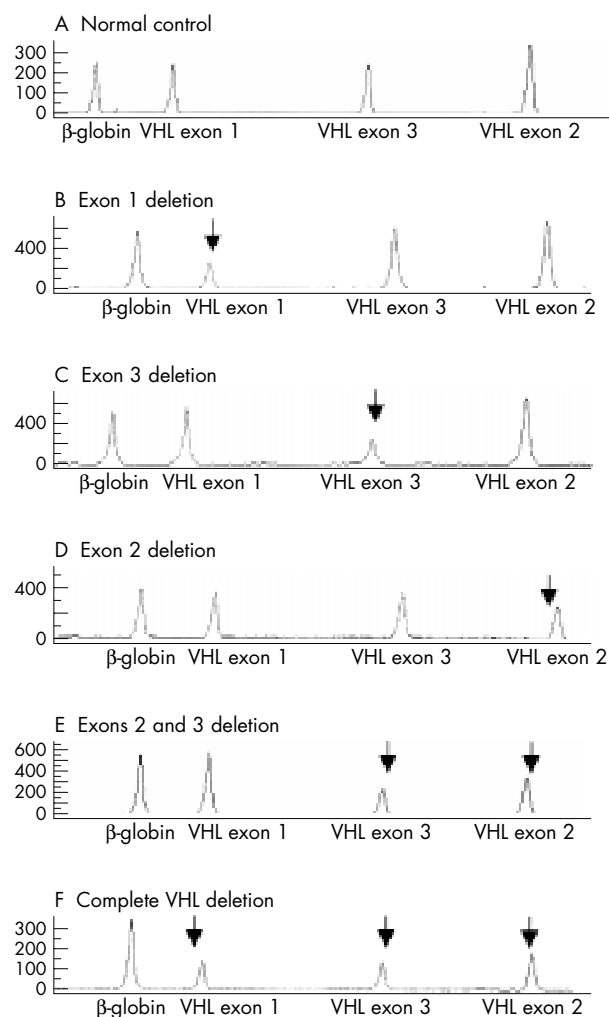 A Normal control
300
200
100
0
β-globin VHL exon 1 VHL exon 3 VHL exon 2
B Exon 1 deletion
400
0
β-globin VHL exon 1 VHL exon 3 VHL exon 2
C Exon 3 deletion
400
0
β-globin VHL exon 1 VHL exon 3 VHL exon 2
D Exon 2 deletion
400
0
β-globin VHL exon 1 VHL exon 3 VHL exon 2
E Exons 2 and 3 deletion
600
400
200
0
β-globin VHL exon 1 VHL exon 3 VHL exon 2
F Complete VHL deletion
300
200
100
0
β-globin VHL exon 1 VHL exon 3 VHL exon 2